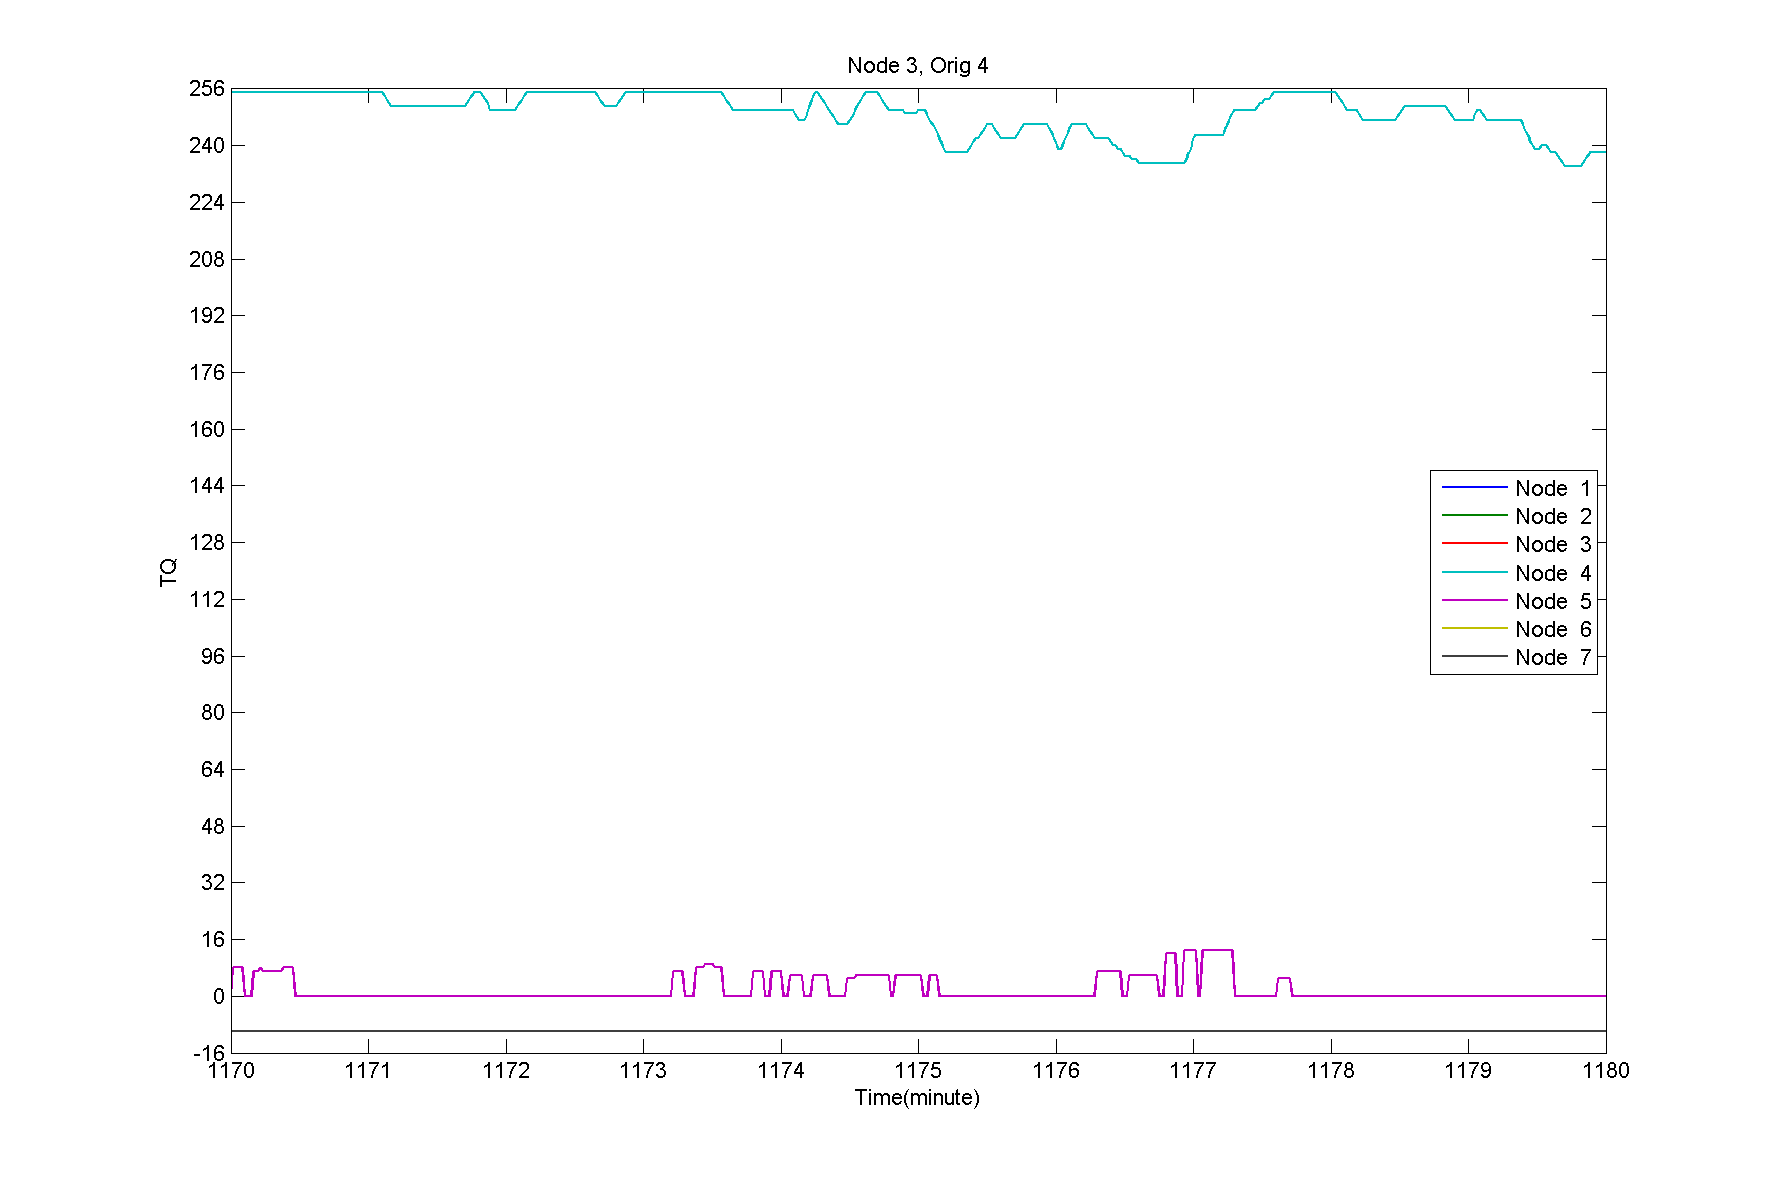 Node 3, Orig 4
256
240
224
208
192
176
160
144
128
112
96
80
64
48
32
16
0
-16
TQ
Node 1
Node 2
Node 3
Node 4
Node 5
Node 6
Node 7
1170 1171 1172 1173 1174 1175 1176 1177 1178 1179 1180
Time(minute)